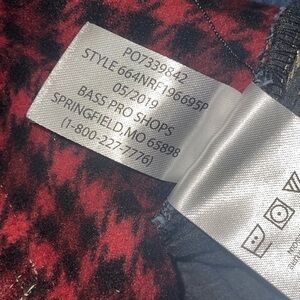 PO7339842
STYLE 664NRF196695P
05/2019
BASS PRO SHOPS
SPRINGFIELD, MO 65898
(1-800-227-7776)